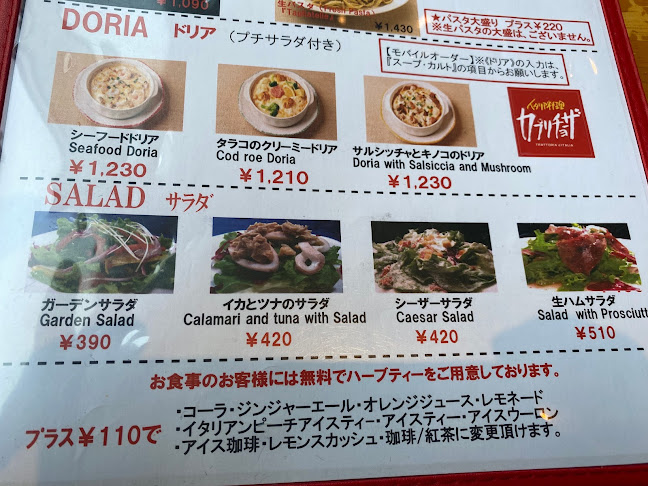 ¥1,090
¥1,430
★パスタ大盛り プラス¥220
※生パスタの大盛は、ございません。
DORIA ドリア (プチサラダ付き)
【モバイルオーダー】※《ドリア》の入力は、
『スープ・カルト』の項目からお願いします。
イタリア料理
カプリチョーザ
TRATTORIA D'ITALIA
シーフードドリア
Seafood Doria
¥1,230
タラコのクリーミードリア
Cod roe Doria
¥1,210
サルシッチャとキノコのドリア
Doria with Salsiccia and Mushroom
¥1,230
SALAD サラダ
ガーデンサラダ
Garden Salad
¥390
イカとツナのサラダ
Calamari and tuna with Salad
¥420
シーザーサラダ
Caesar Salad
¥420
生ハムサラダ
Salad with Prosciutt
¥510
お食事のお客様には無料でハーブティーをご用意しております。
プラス¥110で
・コーラ・ジンジャーエール・オレンジジュース・レモネード
・イタリアンピーチアイスティー・アイスティー・アイスウーロン
・アイス珈琲・レモンスカッシュ・珈琲/紅茶に変更頂けます。